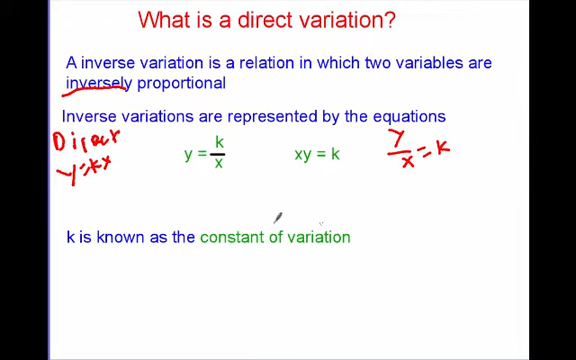 What is a direct variation?
A inverse variation is a relation in which two variables are
inversely proportional
Inverse variations are represented by the equations
Direct
y=kx
y = k/x
xy = k
y/x = k
k is known as the constant of variation